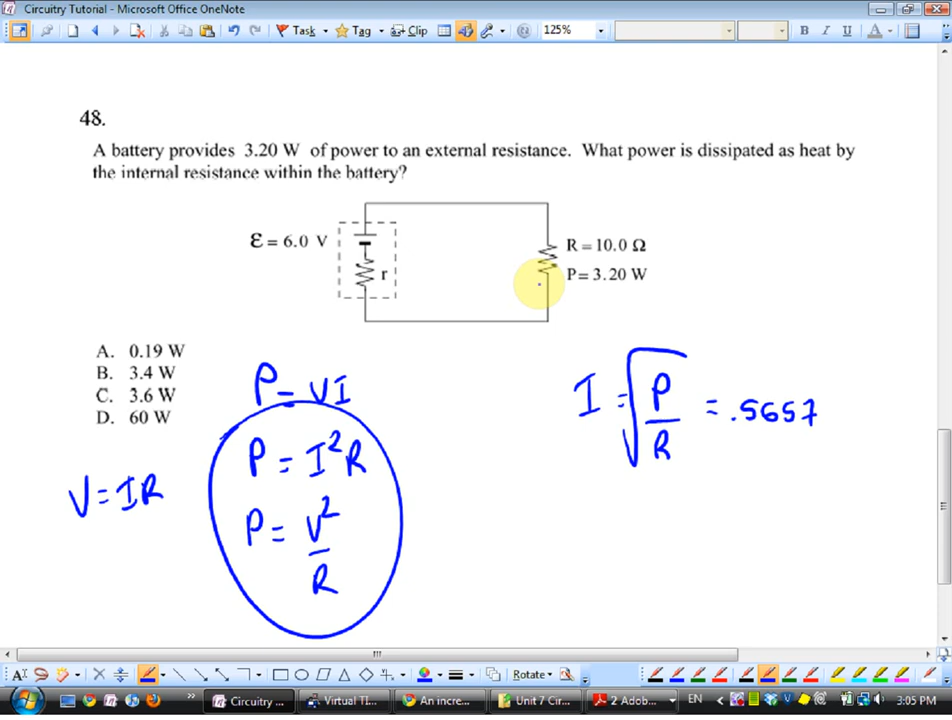 Circuitry Tutorial - Microsoft Office OneNote
Task Tag Clip 125% B I U A
48.
A battery provides 3.20 W of power to an external resistance. What power is dissipated as heat by
the internal resistance within the battery?
Ɛ = 6.0 V
r
R = 10.0 Ω
P = 3.20 W
A. 0.19 W
B. 3.4 W
C. 3.6 W
D. 60 W
P = VI
P = I²R
V = IR
P = V²/R
I = √(P/R) = .5657
Rotate
Circuitry ... Virtual TI... An incre... Unit 7 Cir... 2 Adob... EN 3:05 PM